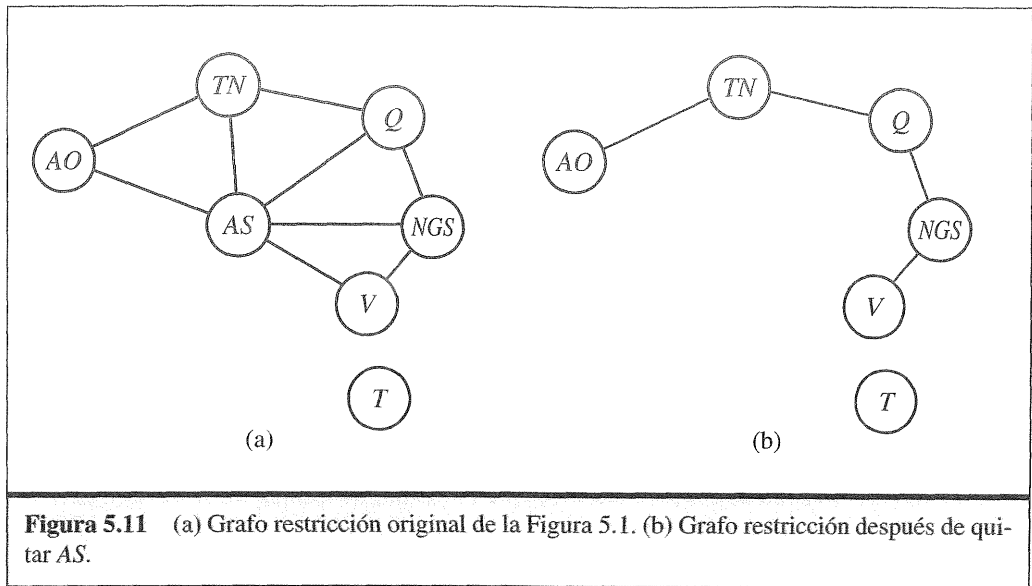 TN
Q
AO
AS
NGS
V
T
(a)
TN
Q
AO
NGS
V
T
(b)
Figura 5.11 (a) Grafo restricción original de la Figura 5.1. (b) Grafo restricción después de qui-
tar AS.